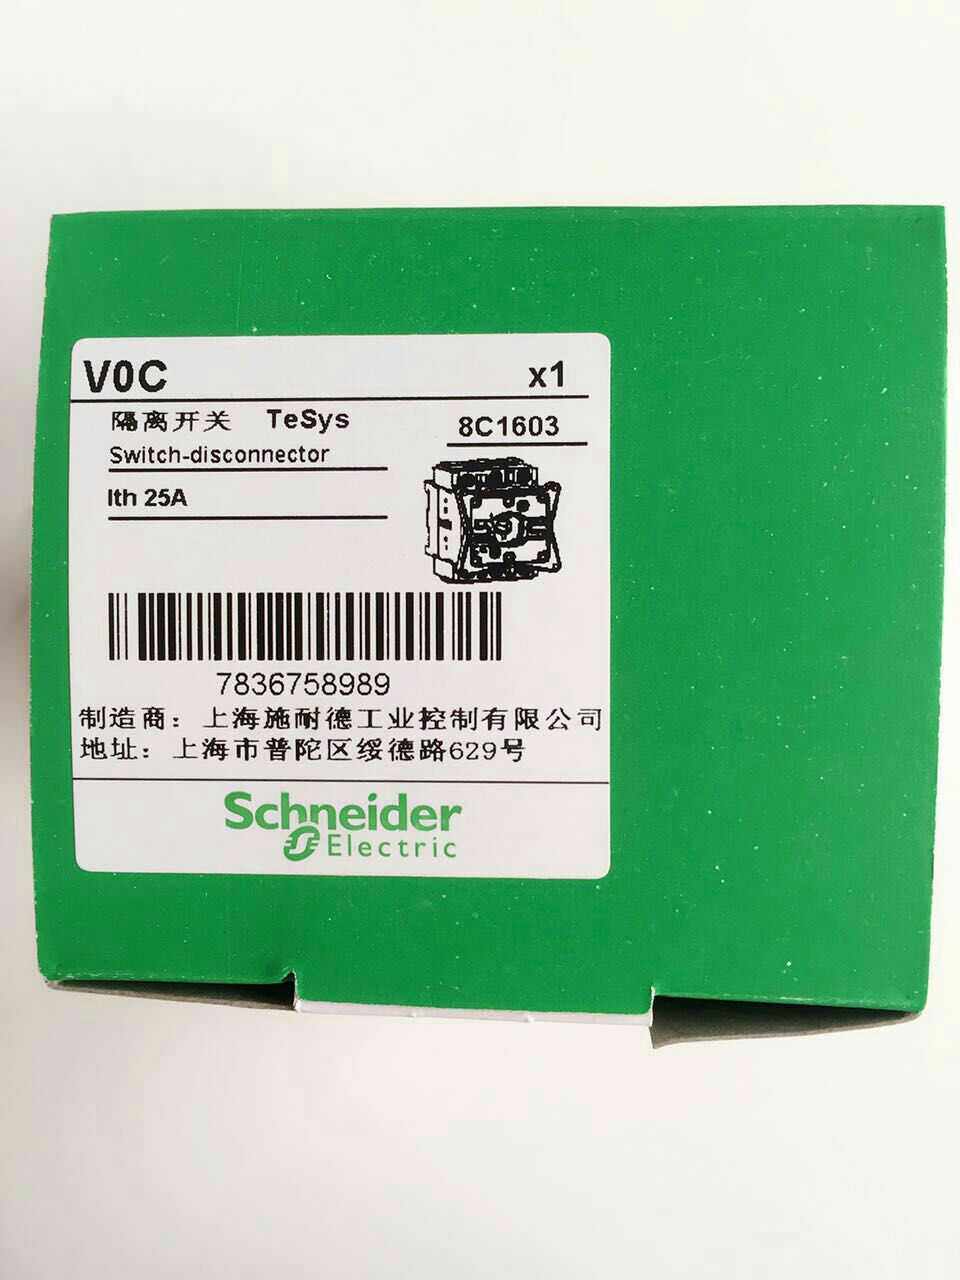 V0C x1
隔离开关 TeSys 8C1603
Switch-disconnector
Ith 25A
7836758989
制造商：上海施耐德工业控制有限公司
地址：上海市普陀区绥德路629号
Schneider
Electric